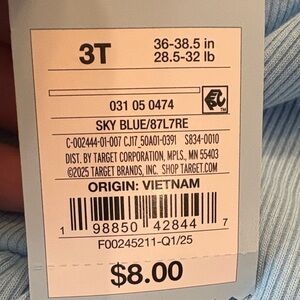 3T
36-38.5 in
28.5-32 lb
031 05 0474
SKY BLUE/87L7RE
C-002444-01-007 CJ17_50A01-0391 S834-0010
DIST. BY TARGET CORPORATION, MPLS., MN 55403
©2025 TARGET BRANDS, INC. SHOP TARGET.COM
ORIGIN: VIETNAM
1 98850 42844 7
F00245211-Q1/25
$8.00